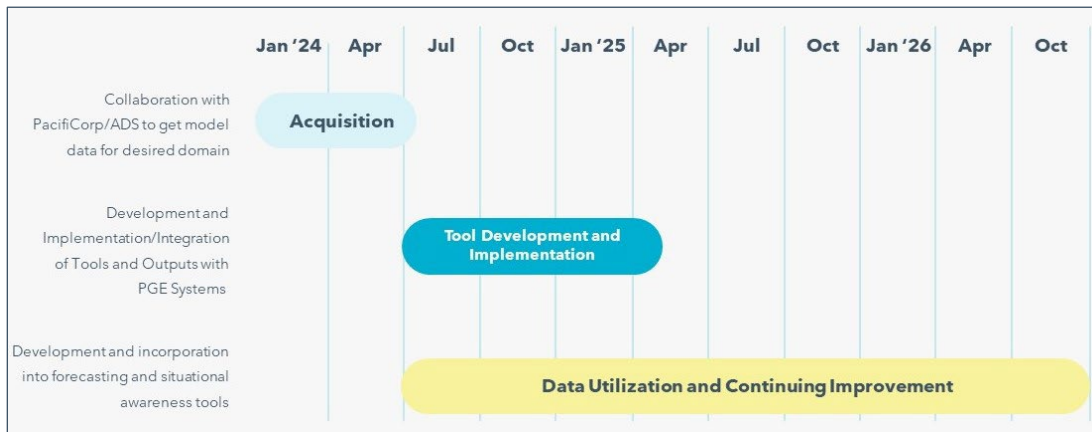 Jan ’24 Apr Jul Oct Jan ’25 Apr Jul Oct Jan ’26 Apr Oct
Collaboration with
PacifiCorp/ADS to get model
data for desired domain
Acquisition
Development and
Implementation/Integration
of Tools and Outputs with
PGE Systems
Tool Development and
Implementation
Development and incorporation
into forecasting and situational
awareness tools
Data Utilization and Continuing Improvement